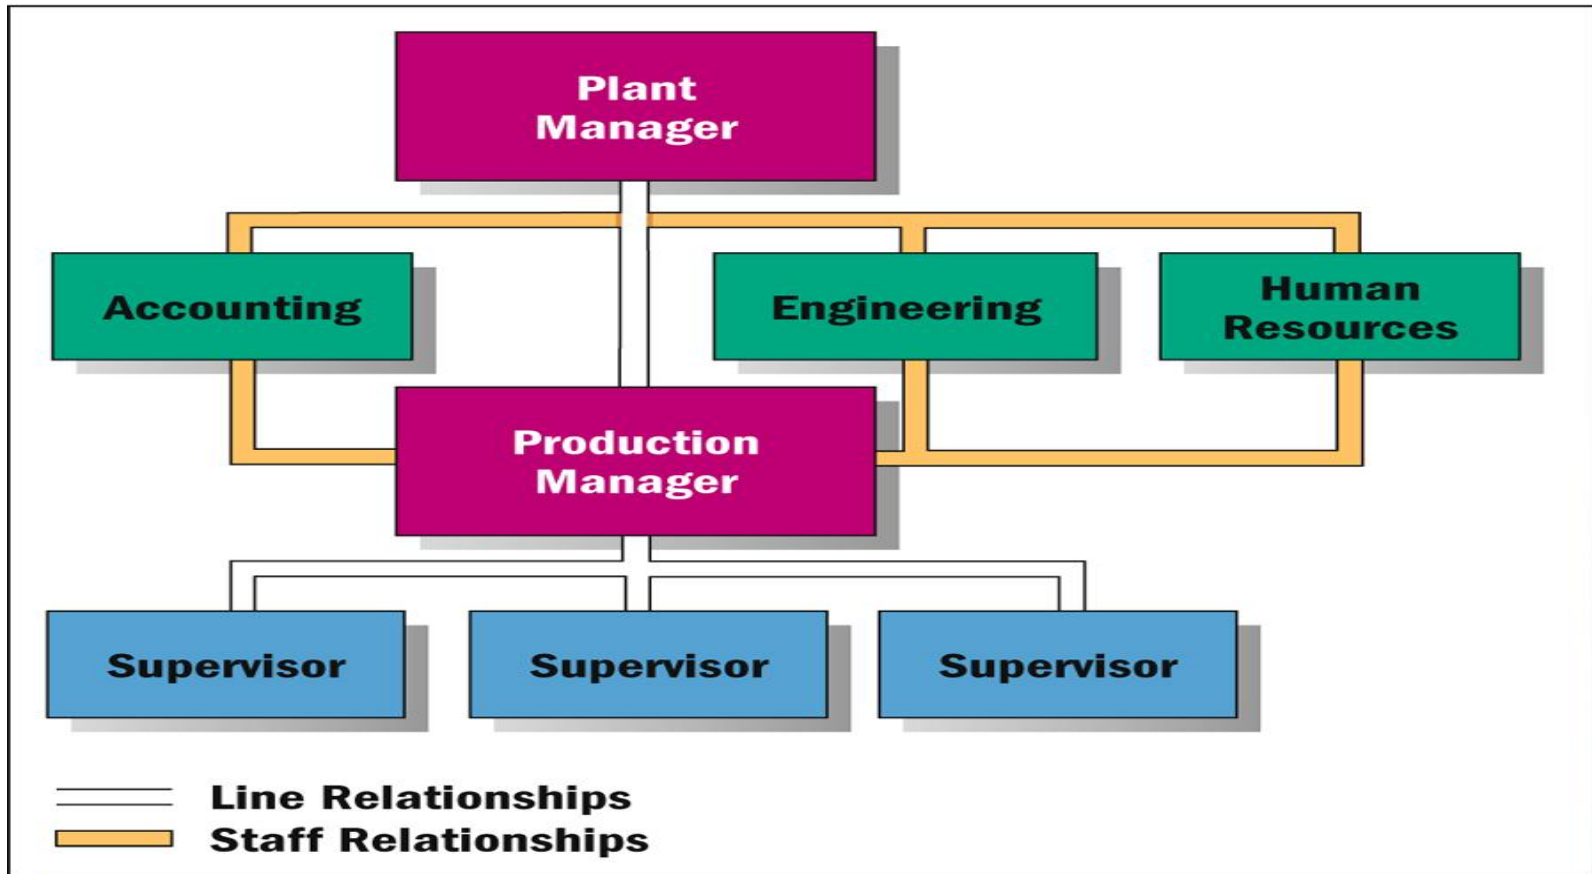 Plant
Manager
Accounting
Engineering
Human
Resources
Production
Manager
Supervisor
Supervisor
Supervisor
Line Relationships
Staff Relationships